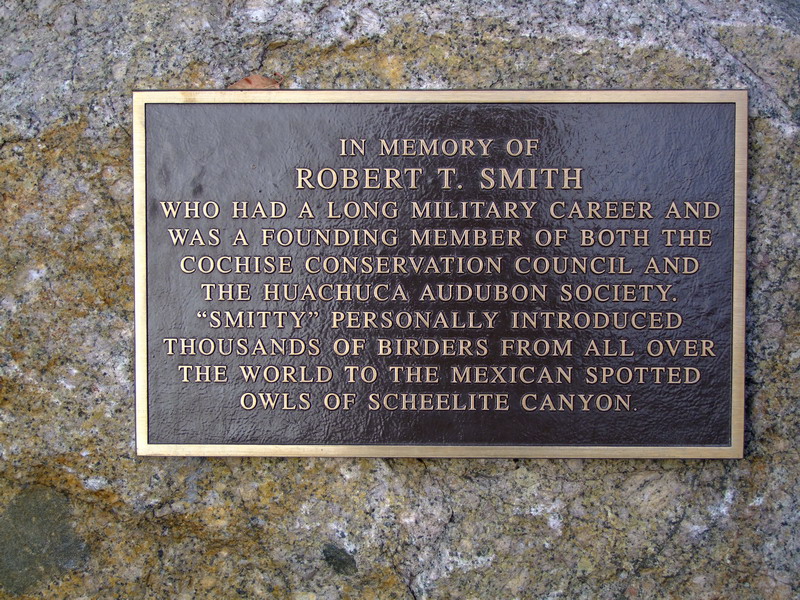 IN MEMORY OF
ROBERT T. SMITH
WHO HAD A LONG MILITARY CAREER AND
WAS A FOUNDING MEMBER OF BOTH THE
COCHISE CONSERVATION COUNCIL AND
THE HUACHUCA AUDUBON SOCIETY.
“SMITTY” PERSONALLY INTRODUCED
THOUSANDS OF BIRDERS FROM ALL OVER
THE WORLD TO THE MEXICAN SPOTTED
OWLS OF SCHEELITE CANYON.